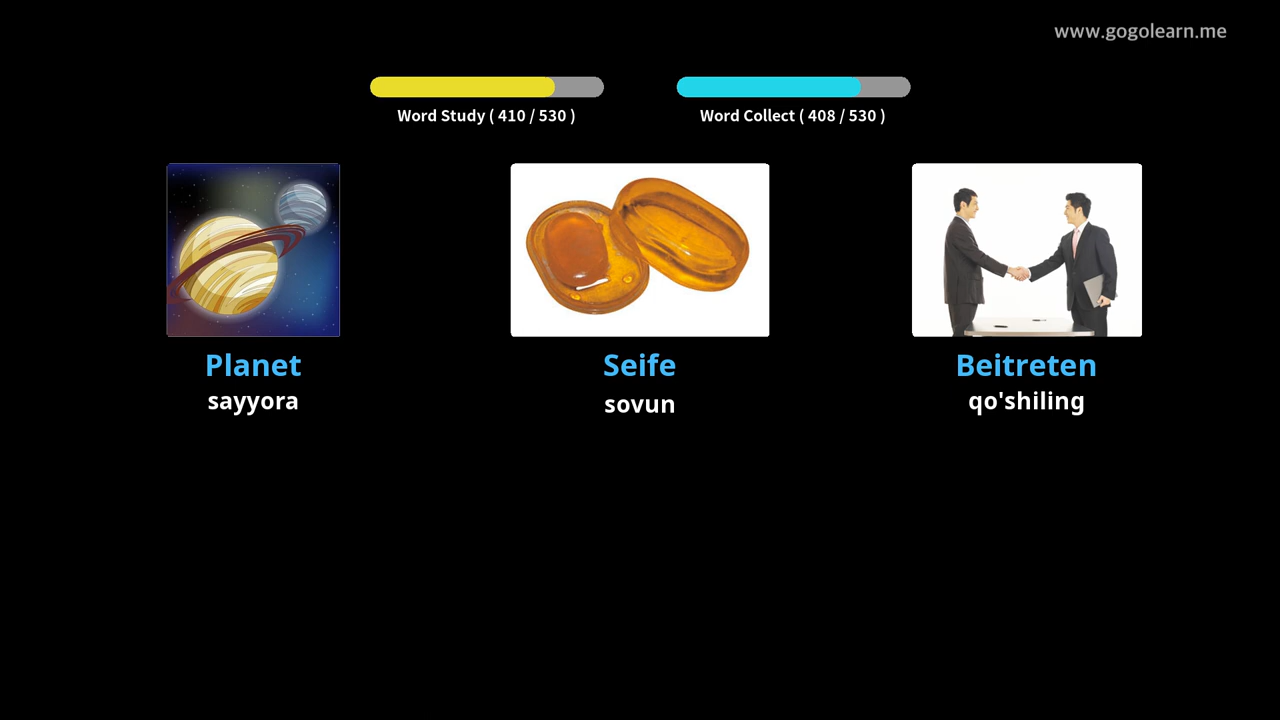 www.gogolearn.me
Word Study ( 410 / 530 )
Word Collect ( 408 / 530 )
Planet
sayyora
Seife
sovun
Beitreten
qo'shiling